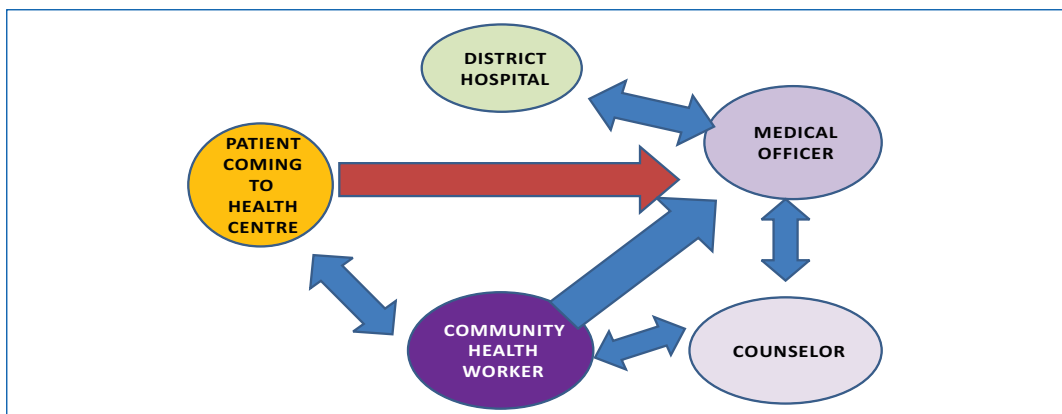 DISTRICT
HOSPITAL
MEDICAL
OFFICER
PATIENT
COMING
TO
HEALTH
CENTRE
COMMUNITY
HEALTH
WORKER
COUNSELOR